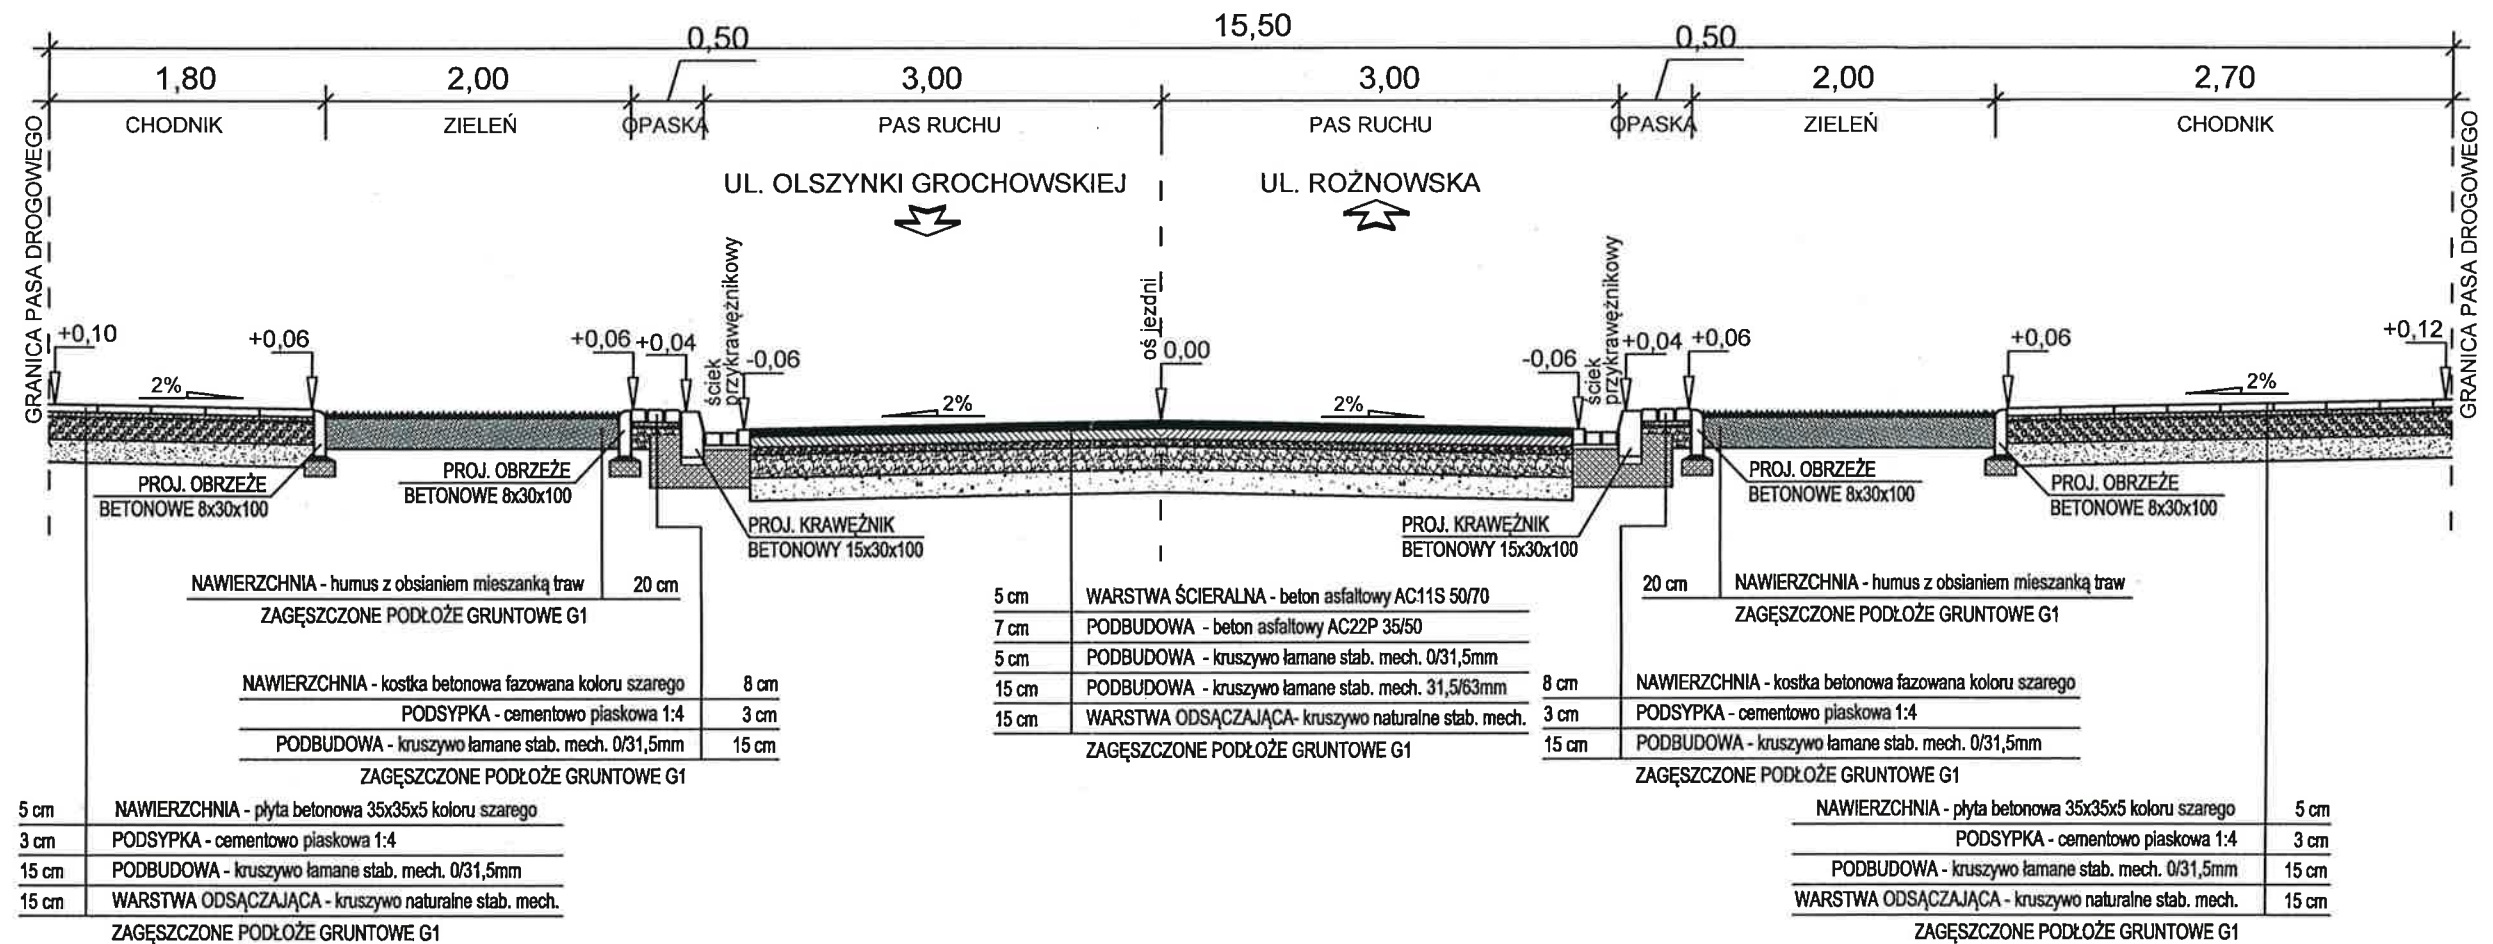 15,50
0,50
0,50
1,80
2,00
3,00
3,00
2,00
2,70
CHODNIK
ZIELEŃ
OPASKA
PAS RUCHU
PAS RUCHU
OPASKA
ZIELEŃ
CHODNIK
GRANICA PASA DROGOWEGO
GRANICA PASA DROGOWEGO
UL. OLSZYNKI GROCHOWSKIEJ
UL. ROŻNOWSKA
ściek
przykrawężnikowy
oś jezdni
ściek
przykrawężnikowy
+0,10
+0,06
+0,06
+0,04
-0,06
0,00
-0,06
+0,04
+0,06
+0,06
+0,12
2%
2%
2%
2%
PROJ. OBRZEŻE
BETONOWE 8x30x100
PROJ. OBRZEŻE
BETONOWE 8x30x100
PROJ. KRAWĘŻNIK
BETONOWY 15x30x100
PROJ. KRAWĘŻNIK
BETONOWY 15x30x100
PROJ. OBRZEŻE
BETONOWE 8x30x100
PROJ. OBRZEŻE
BETONOWE 8x30x100
NAWIERZCHNIA - humus z obsianiem mieszanką traw 20 cm
ZAGĘSZCZONE PODŁOŻE GRUNTOWE G1
NAWIERZCHNIA - kostka betonowa fazowana koloru szarego 8 cm
PODSYPKA - cementowo piaskowa 1:4 3 cm
PODBUDOWA - kruszywo łamane stab. mech. 0/31,5mm 15 cm
ZAGĘSZCZONE PODŁOŻE GRUNTOWE G1
5 cm NAWIERZCHNIA - płyta betonowa 35x35x5 koloru szarego
3 cm PODSYPKA - cementowo piaskowa 1:4
15 cm PODBUDOWA - kruszywo łamane stab. mech. 0/31,5mm
15 cm WARSTWA ODSĄCZAJĄCA - kruszywo naturalne stab. mech.
ZAGĘSZCZONE PODŁOŻE GRUNTOWE G1
5 cm WARSTWA ŚCIERALNA - beton asfaltowy AC11S 50/70
7 cm PODBUDOWA - beton asfaltowy AC22P 35/50
5 cm PODBUDOWA - kruszywo łamane stab. mech. 0/31,5mm
15 cm PODBUDOWA - kruszywo łamane stab. mech. 31,5/63mm
15 cm WARSTWA ODSĄCZAJĄCA- kruszywo naturalne stab. mech.
ZAGĘSZCZONE PODŁOŻE GRUNTOWE G1
20 cm NAWIERZCHNIA - humus z obsianiem mieszanką traw
ZAGĘSZCZONE PODŁOŻE GRUNTOWE G1
8 cm NAWIERZCHNIA - kostka betonowa fazowana koloru szarego
3 cm PODSYPKA - cementowo piaskowa 1:4
15 cm PODBUDOWA - kruszywo łamane stab. mech. 0/31,5mm
ZAGĘSZCZONE PODŁOŻE GRUNTOWE G1
NAWIERZCHNIA - płyta betonowa 35x35x5 koloru szarego 5 cm
PODSYPKA - cementowo piaskowa 1:4 3 cm
PODBUDOWA - kruszywo łamane stab. mech. 0/31,5mm 15 cm
WARSTWA ODSĄCZAJĄCA - kruszywo naturalne stab. mech. 15 cm
ZAGĘSZCZONE PODŁOŻE GRUNTOWE G1